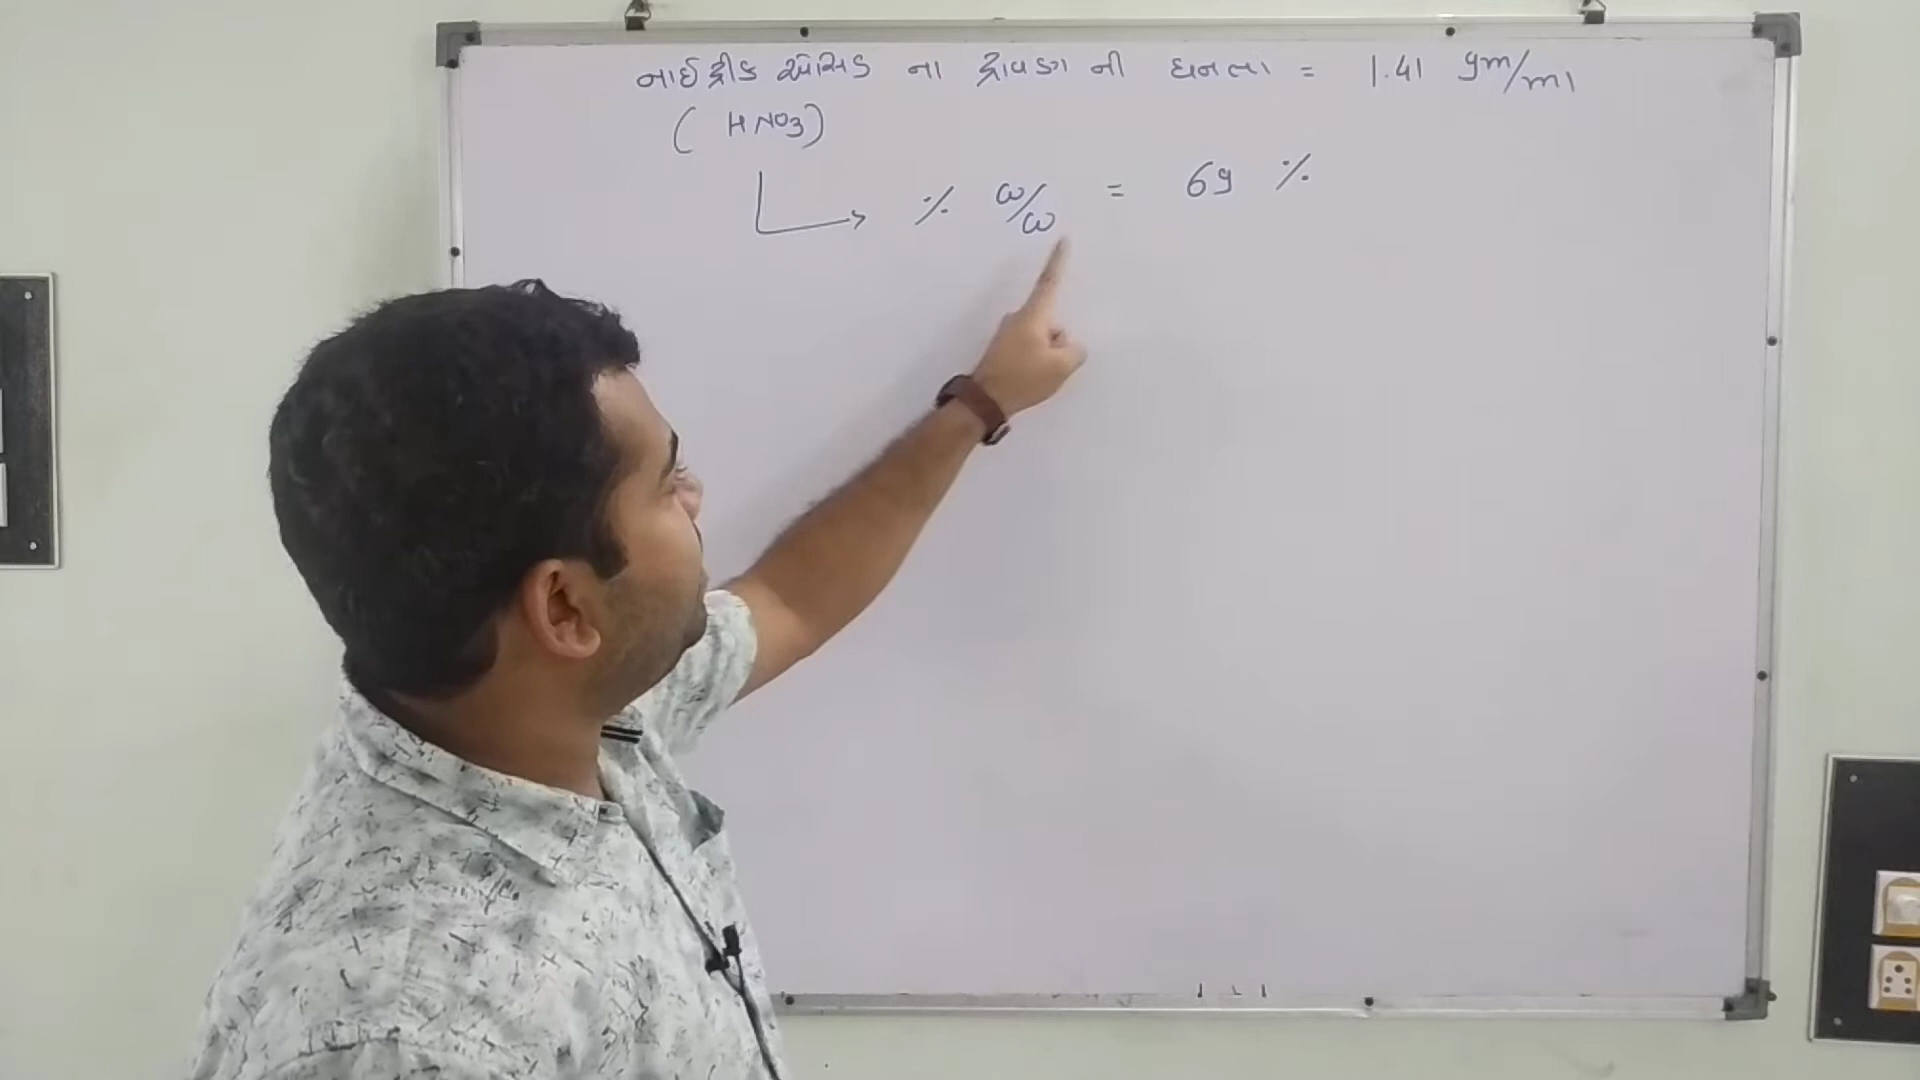 નાઈટ્રીક એસિડ ના દ્રાવણ ની ઘનતા = 1.41 gm/ml
( HNO3)
% w/w = 69 %